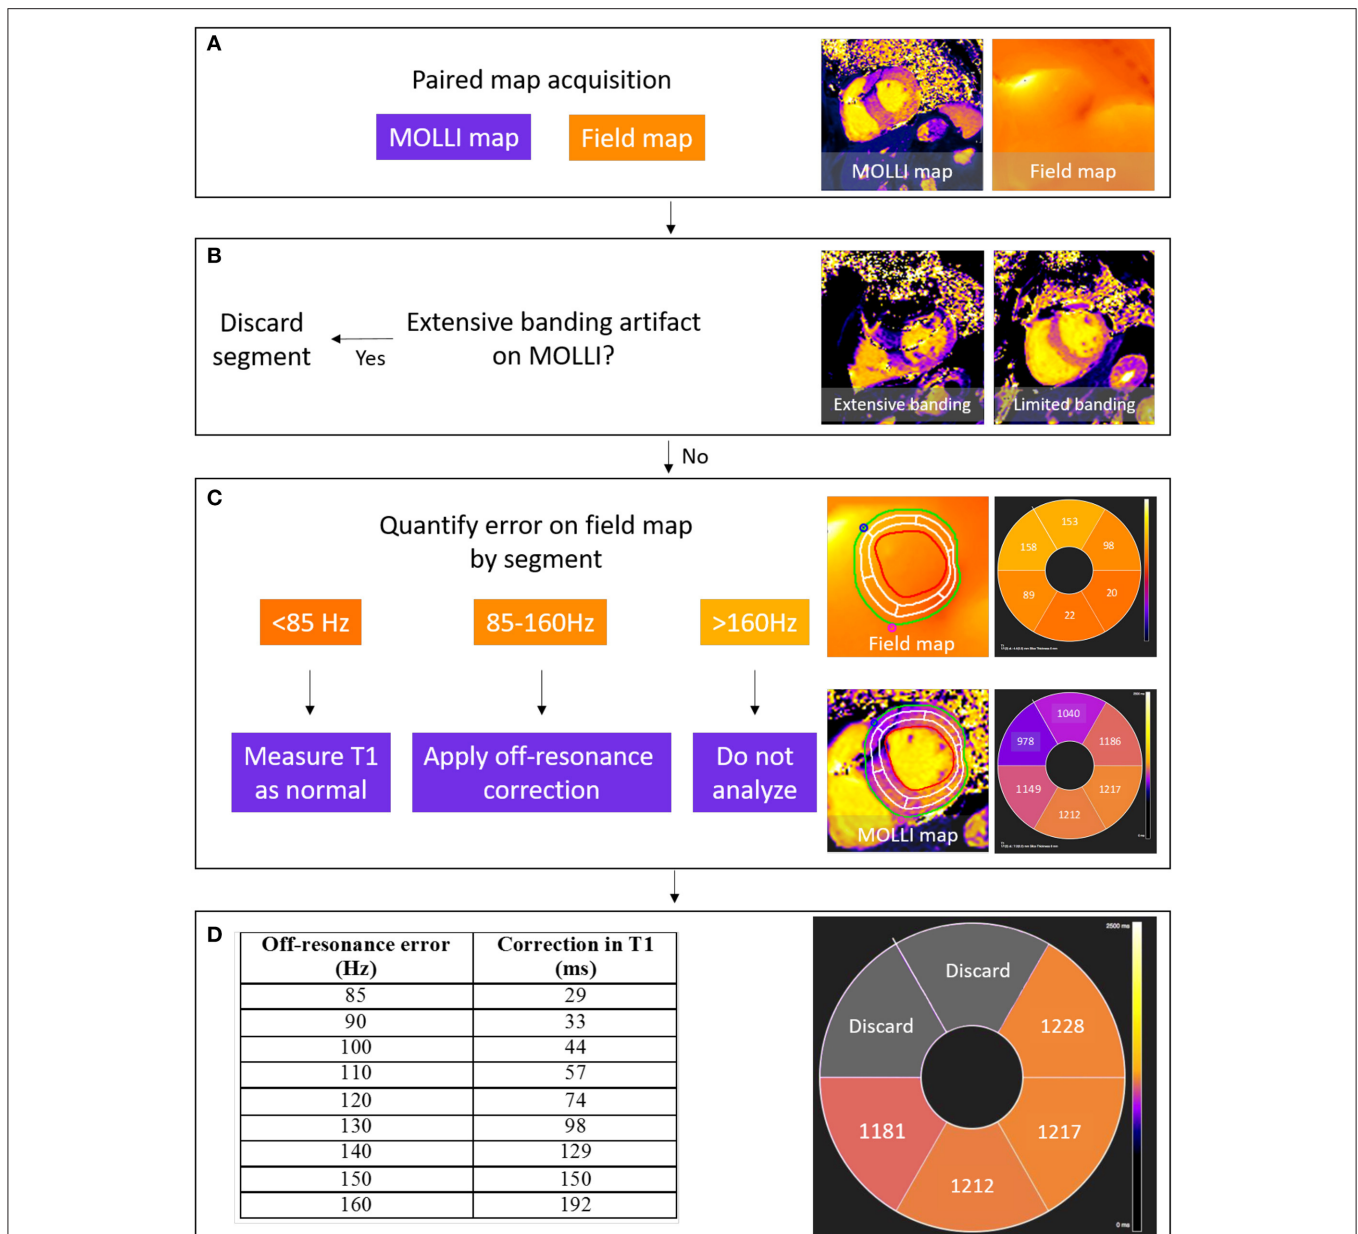 A
Paired map acquisition
MOLLI map
Field map
MOLLI map
Field map
B
Discard
segment
Yes
Extensive banding artifact
on MOLLI?
Extensive banding
Limited banding
No
C
Quantify error on field map
by segment
<85 Hz
85-160Hz
>160Hz
Measure T1
as normal
Apply off-resonance
correction
Do not
analyze
Field map
153
158
98
89
20
22
MOLLI map
1040
978
1186
1149
1217
1212
D
Off-resonance error
(Hz)
Correction in T1
(ms)
85 29
90 33
100 44
110 57
120 74
130 98
140 129
150 150
160 192
2500 ms
Discard
Discard
1228
1181
1217
1212
0 ms